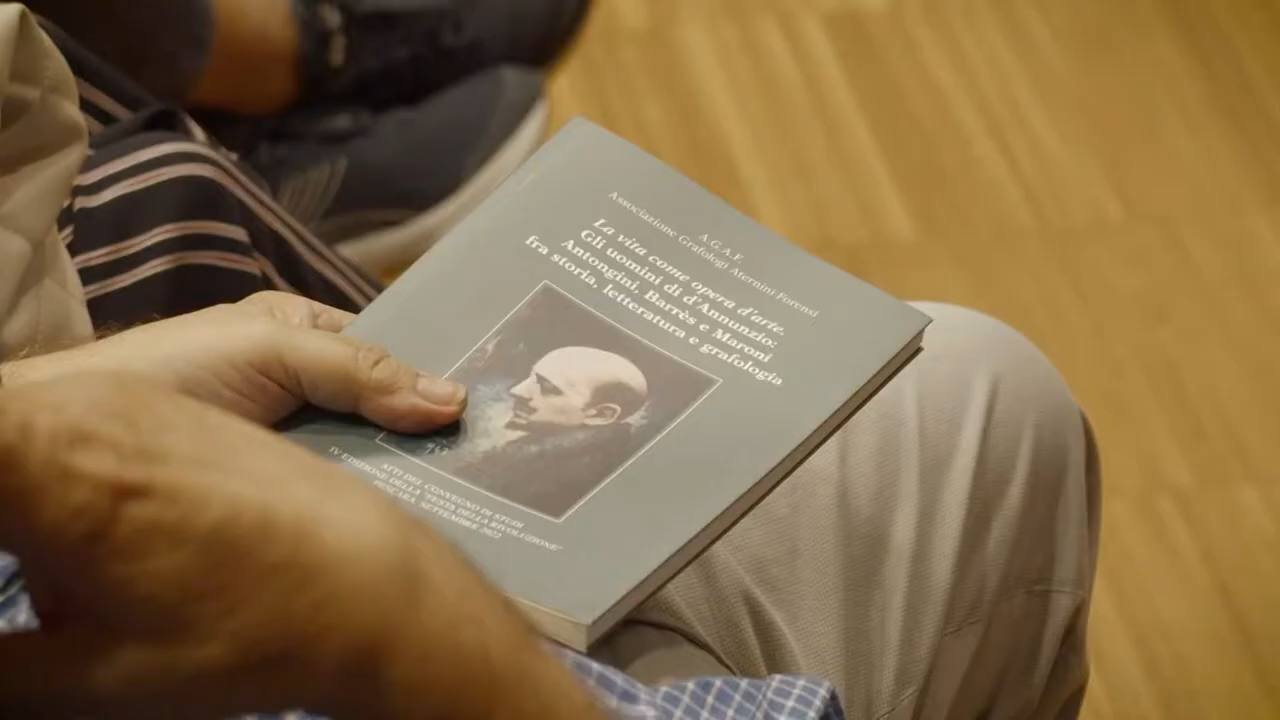 A.G.A.F.
Associazione Grafologi Aternini Forensi
La vita come opera d'arte.
Gli uomini di d'Annunzio:
Antongini, Barrès e Maroni
fra storia, letteratura e grafologia
ATTI DEL CONVEGNO DI STUDI
IV EDIZIONE DELLA "FESTA DELLA RIVOLUZIONE"
PESCARA, SETTEMBRE 2022